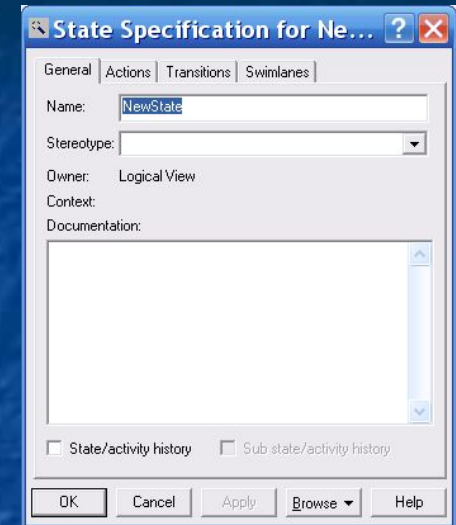 State Specification for Ne...
General Actions Transitions Swimlanes
Name: NewState
Stereotype:
Owner: Logical View
Context:
Documentation:
State/activity history Sub state/activity history
OK Cancel Apply Browse Help